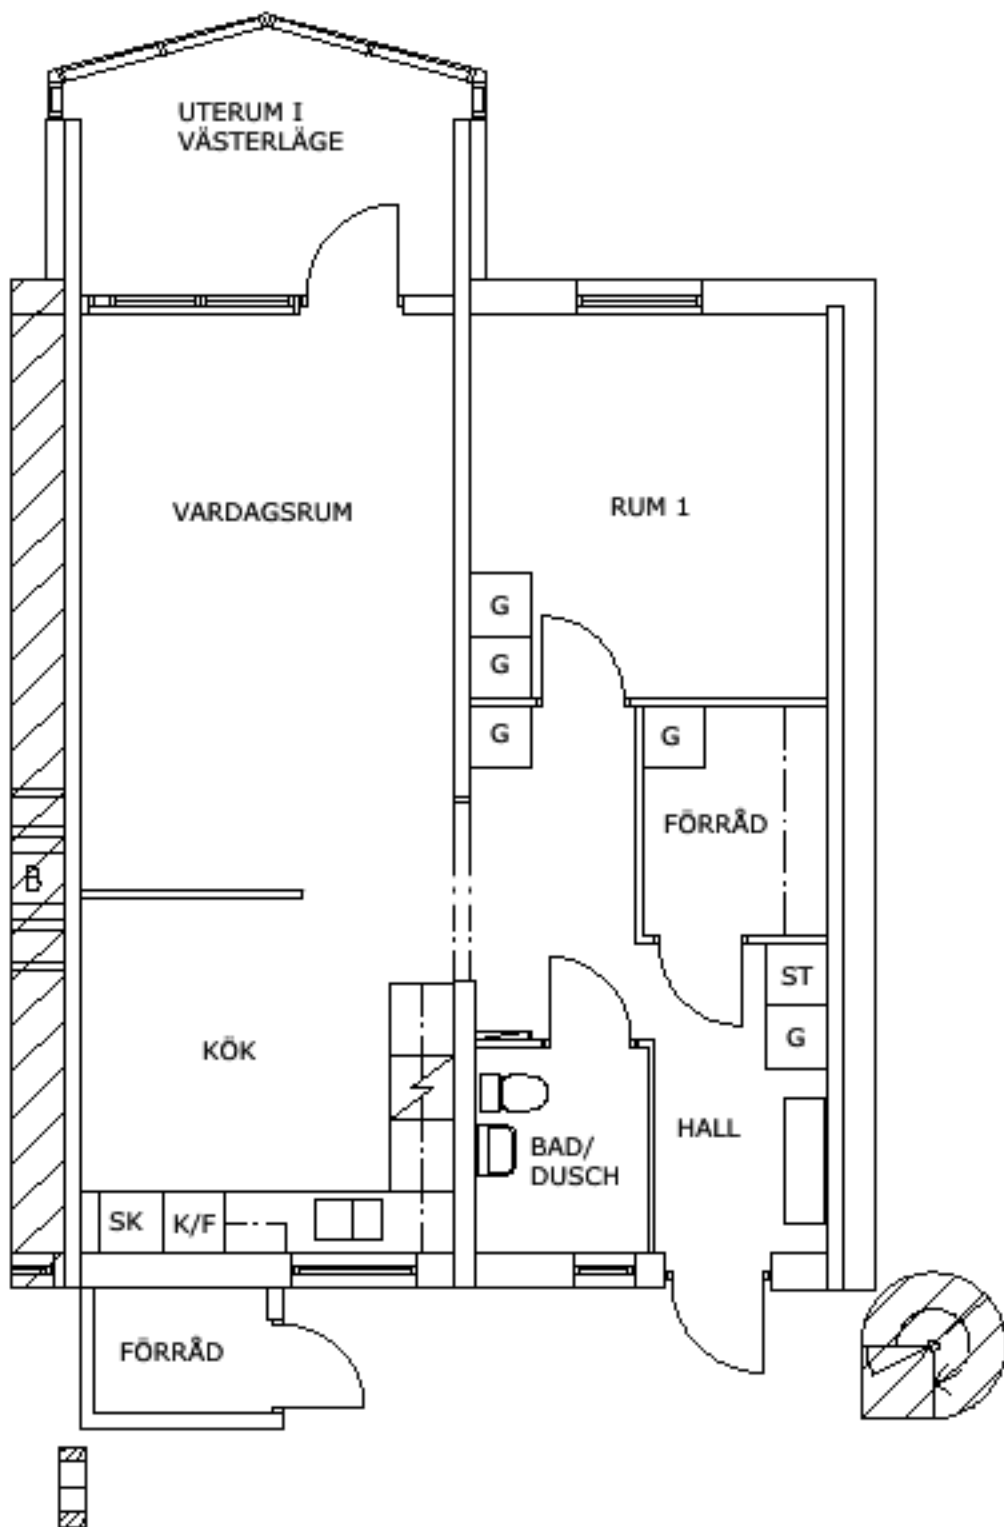 UTERUM I
VÄSTERLÄGE
VARDAGSRUM
RUM 1
G
G
G
G
FÖRRÅD
ST
G
KÖK
HALL
BAD/
DUSCH
SK
K/F
FÖRRÅD